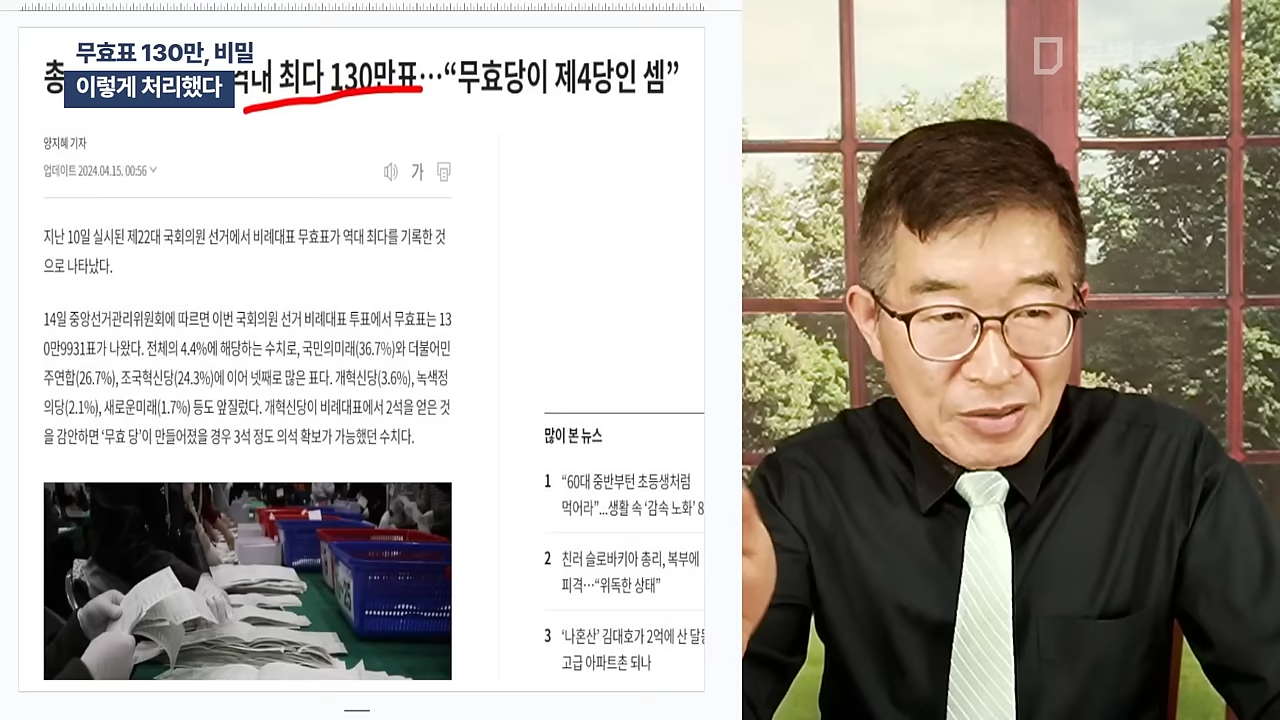 무효표 130만, 비밀
이렇게 처리했다
총
역대 최다 130만표…“무효당이 제4당인 셈”
양지혜 기자
업데이트 2024.04.15. 00:56
가
지난 10일 실시된 제22대 국회의원 선거에서 비례대표 무효표가 역대 최다를 기록한 것
으로 나타났다.
14일 중앙선거관리위원회에 따르면 이번 국회의원 선거 비례대표 투표에서 무효표는 13
0만9931표가 나왔다. 전체의 4.4%에 해당하는 수치로, 국민의미래(36.7%)와 더불어민
주연합(26.7%), 조국혁신당(24.3%)에 이어 넷째로 많은 표다. 개혁신당(3.6%), 녹색정
의당(2.1%), 새로운미래(1.7%) 등도 앞질렀다. 개혁신당이 비례대표에서 2석을 얻은 것
을 감안하면 ‘무효 당’이 만들어졌을 경우 3석 정도 의석 확보가 가능했던 수치다.
많이 본 뉴스
1 “60대 중반부턴 초등생처럼
먹어라”...생활 속 ‘감속 노화’ 8
2 친러 슬로바키아 총리, 복부에
피격…“위독한 상태”
3 ‘나혼산’ 김대호가 2억에 산 달동
고급 아파트촌 되나